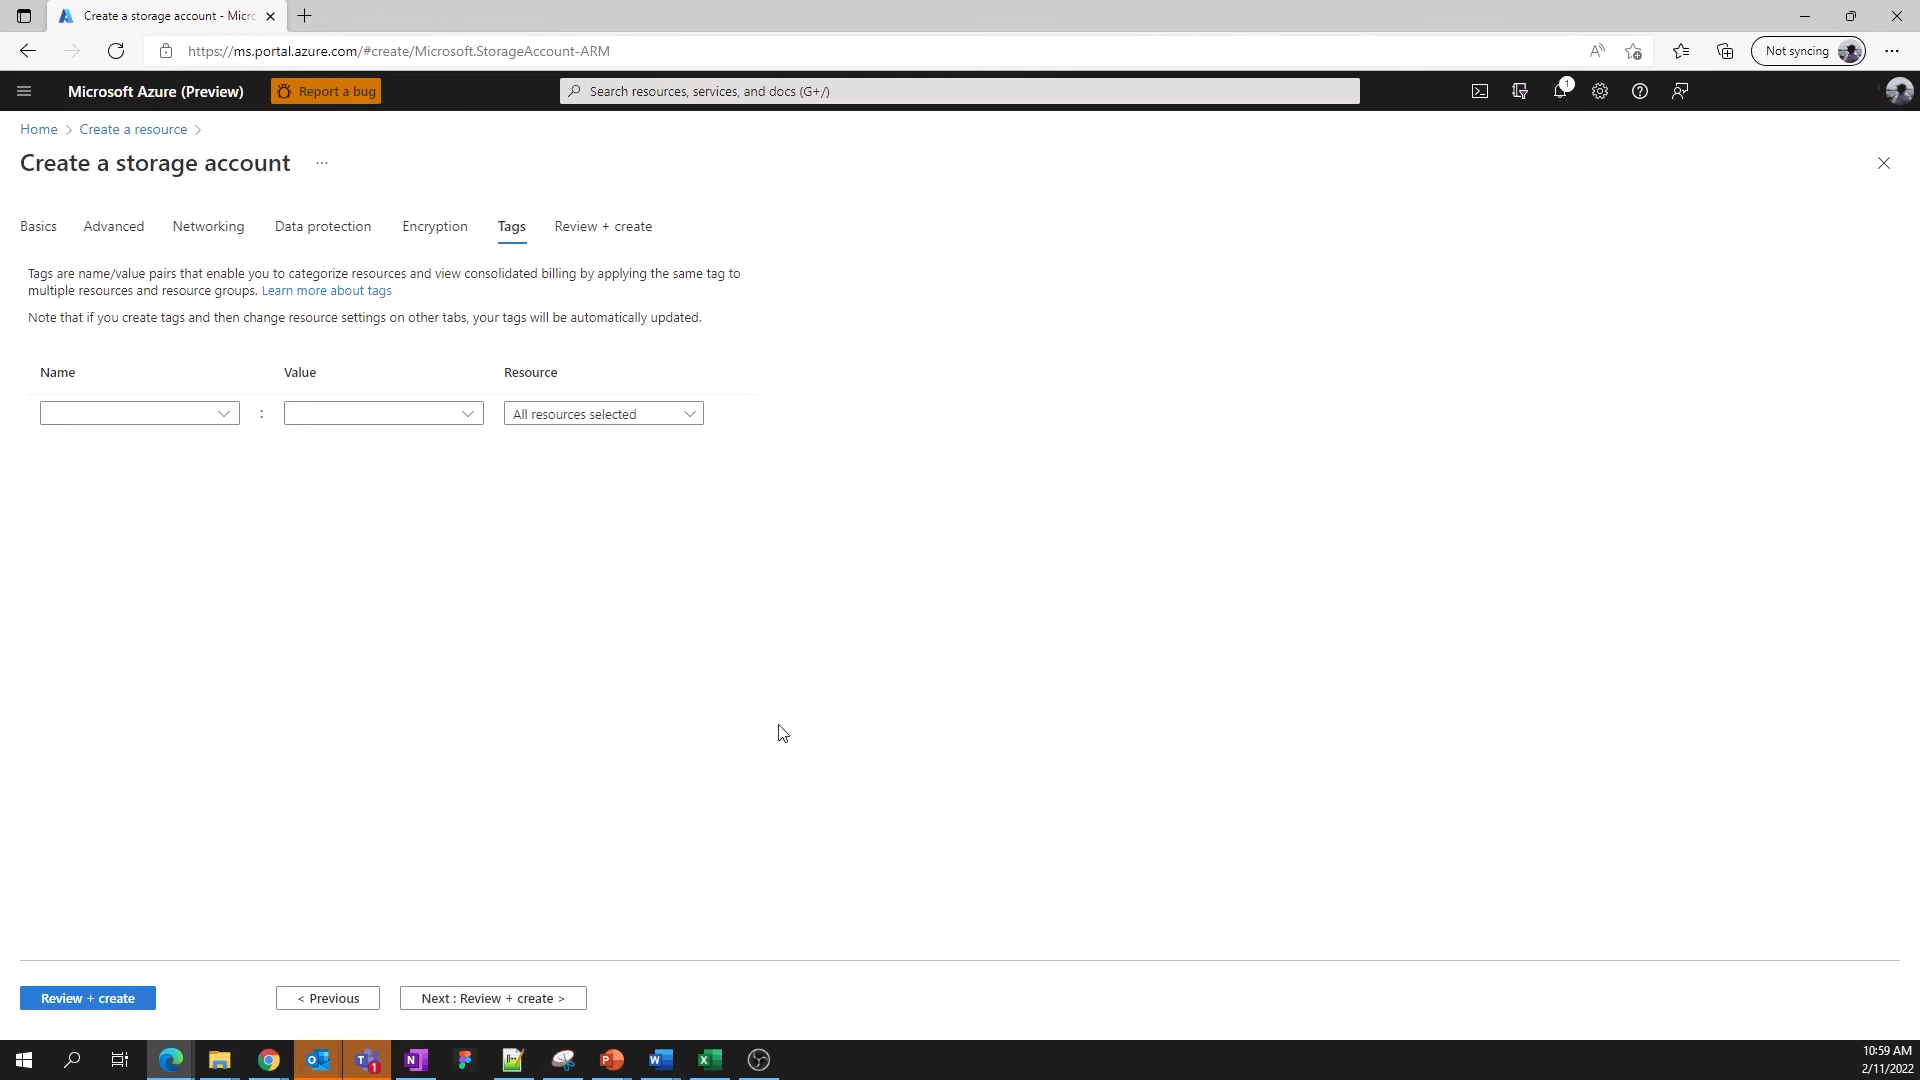 Create a storage account - Micro
https://ms.portal.azure.com/#create/Microsoft.StorageAccount-ARM
Not syncing
Microsoft Azure (Preview)
Report a bug
Search resources, services, and docs (G+/)
1
Home > Create a resource >
Create a storage account ...
Basics Advanced Networking Data protection Encryption Tags Review + create
Tags are name/value pairs that enable you to categorize resources and view consolidated billing by applying the same tag to
multiple resources and resource groups. Learn more about tags
Note that if you create tags and then change resource settings on other tabs, your tags will be automatically updated.
Name Value Resource
: All resources selected
Review + create < Previous Next : Review + create >
1
10:59 AM
2/11/2022